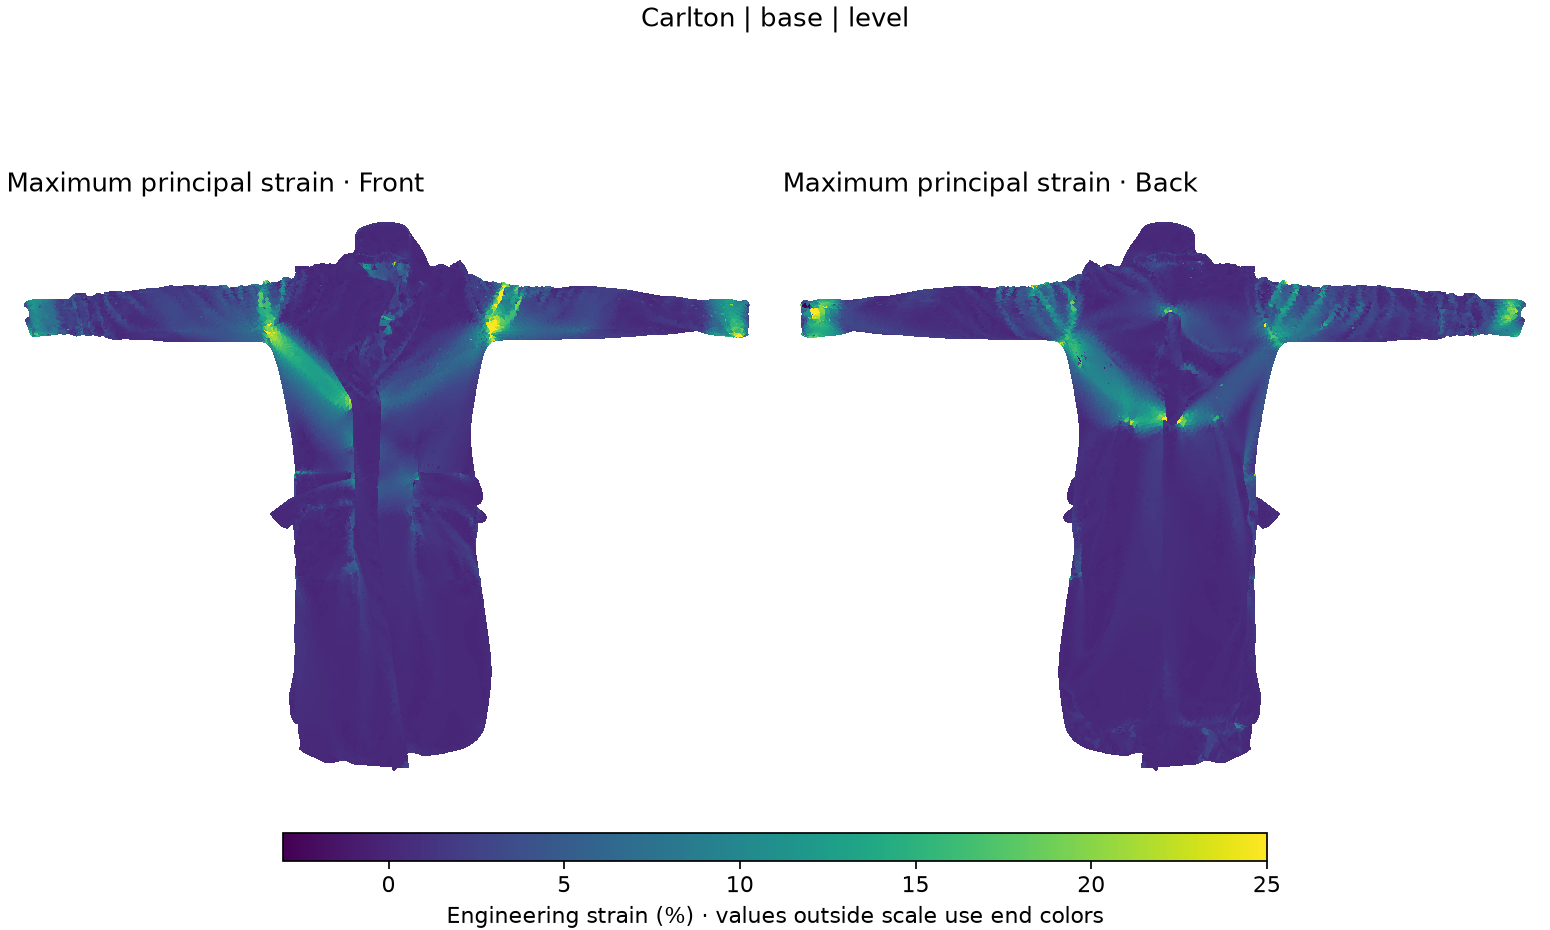 Carlton | base | level
Maximum principal strain · Front
Maximum principal strain · Back
0 5 10 15 20 25
Engineering strain (%) · values outside scale use end colors